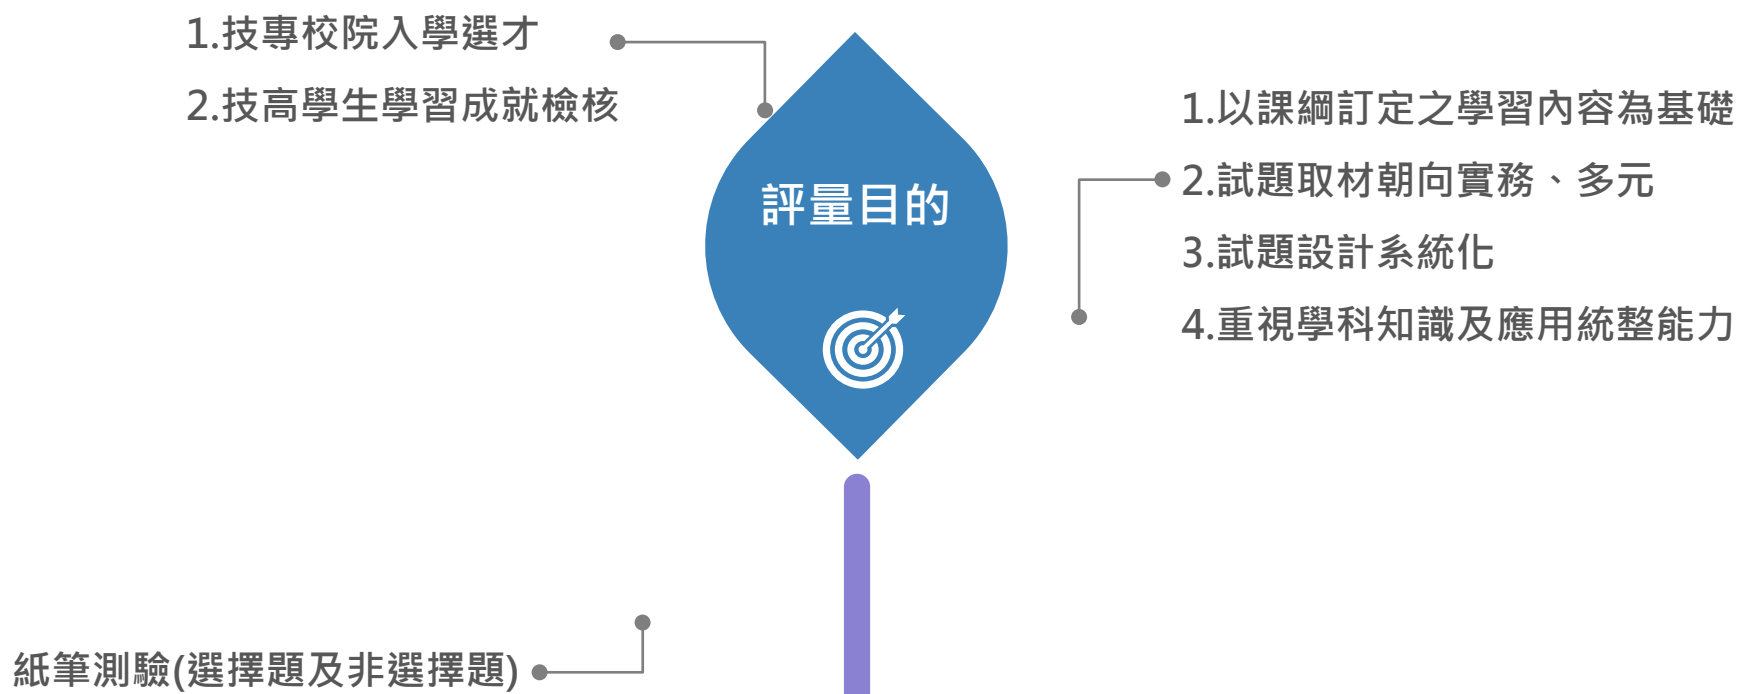 1.技專校院入學選才
2.技高學生學習成就檢核
評量目的
1.以課綱訂定之學習內容為基礎
2.試題取材朝向實務、多元
3.試題設計系統化
4.重視學科知識及應用統整能力
紙筆測驗(選擇題及非選擇題)